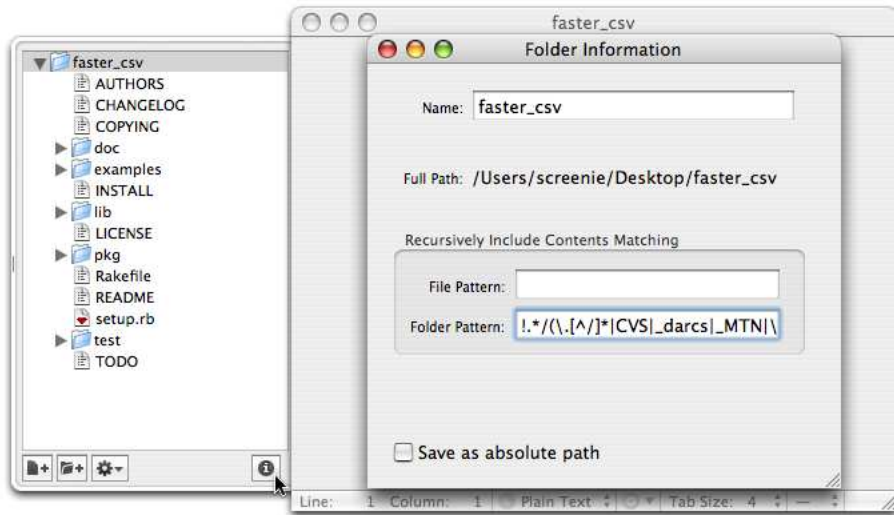 faster_csv
AUTHORS
CHANGELOG
COPYING
doc
examples
INSTALL
lib
LICENSE
pkg
Rakefile
README
setup.rb
test
TODO
faster_csv
Folder Information
Name: faster_csv
Full Path: /Users/screenie/Desktop/faster_csv
Recursively Include Contents Matching
File Pattern:
Folder Pattern: !.*/(\.[^/]*|CVS|_darcs|_MTN|\
Save as absolute path
Line: 1 Column: 1 Plain Text Tab Size: 4 —